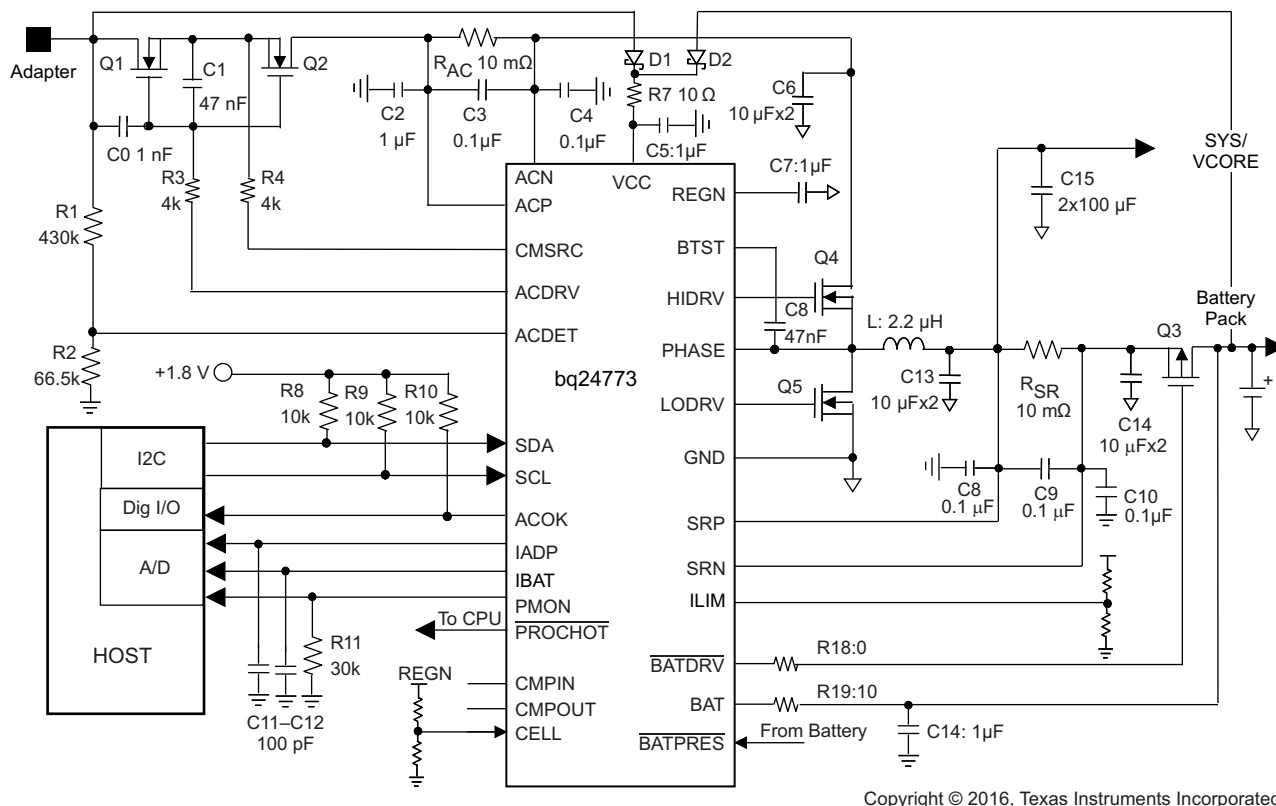 Adapter
Q1
C1
47 nF
Q2
R_AC
10 mΩ
D1
D2
R7 10 Ω
C2
1 µF
C3
0.1µF
C4
0.1µF
C5:1µF
C6
10 µFx2
SYS/
VCORE
C0 1 nF
R3
4k
R4
4k
R1
430k
R2
66.5k
C7:1µF
C15
2x100 µF
ACN
ACP
CMSRC
ACDRV
ACDET
VCC
REGN
BTST
HIDRV
PHASE
LODRV
GND
SRP
SRN
ILIM
BATDRV
BAT
BATPRES
bq24773
SDA
SCL
ACOK
IADP
IBAT
PMON
PROCHOT
CMPIN
CMPOUT
CELL
Q4
C8
47nF
Q5
L: 2.2 µH
C13
10 µFx2
R_SR
10 mΩ
Q3
Battery
Pack
+
C14
10 µFx2
C8
0.1 µF
C9
0.1 µF
C10
0.1µF
+1.8 V
R8
10k
R9
10k
R10
10k
I2C
Dig I/O
A/D
HOST
To CPU
R11
30k
REGN
C11–C12
100 pF
R18:0
R19:10
From Battery
C14: 1µF
Copyright © 2016, Texas Instruments Incorporated